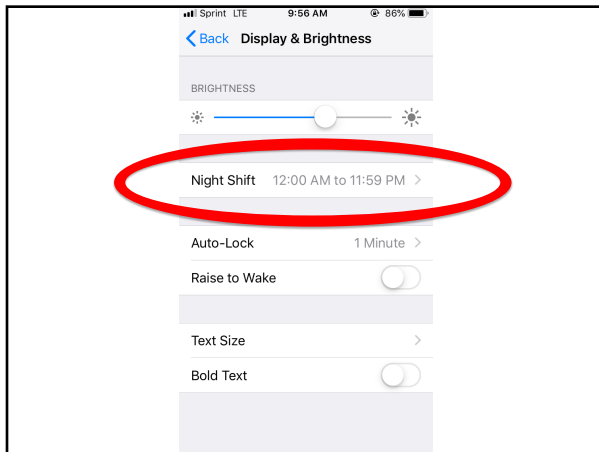 Sprint LTE 9:56 AM 86%
Back Display & Brightness
BRIGHTNESS
Night Shift 12:00 AM to 11:59 PM
Auto-Lock 1 Minute
Raise to Wake
Text Size
Bold Text